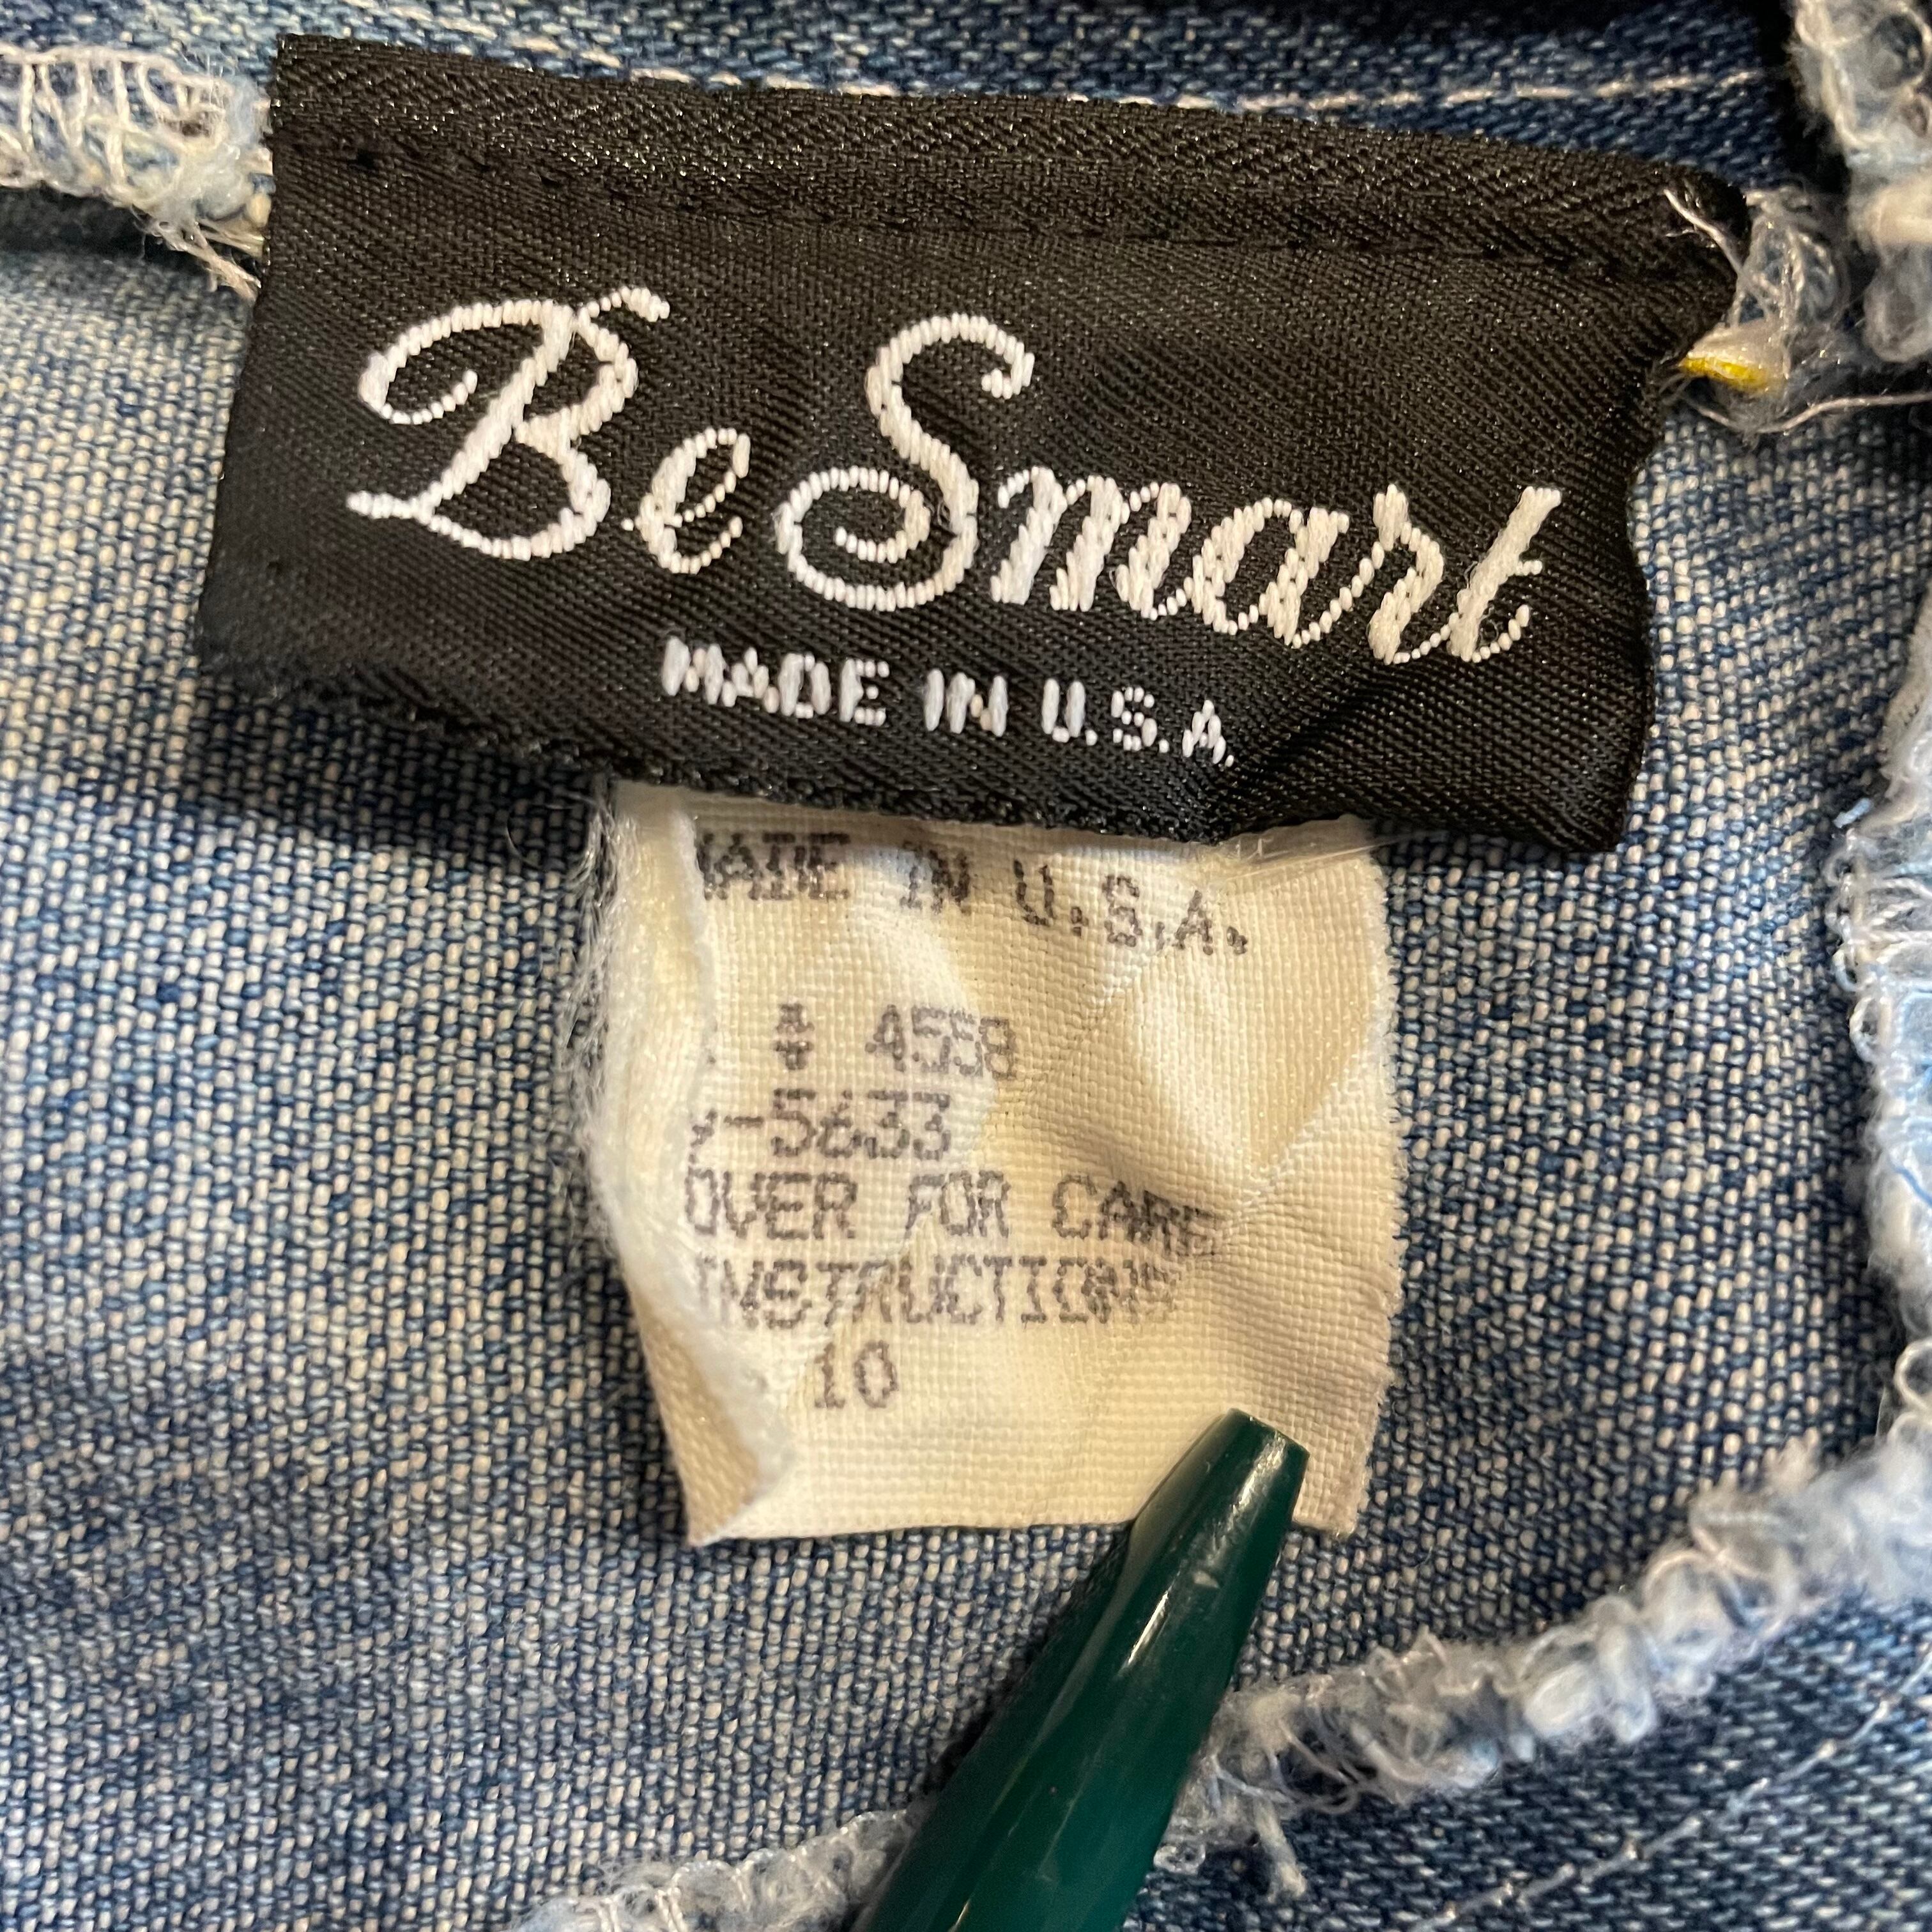 Be Smart
MADE IN U.S.A.
MADE IN U.S.A.
# 4558
-5633
OVER FOR CARE
INSTRUCTIONS
10